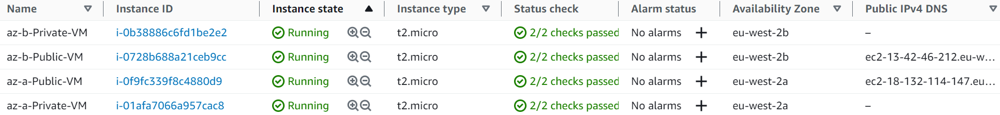 Name Instance ID Instance state Instance type Status check Alarm status Availability Zone Public IPv4 DNS
az-b-Private-VM i-0b38886c6fd1be2e2 Running t2.micro 2/2 checks passed No alarms eu-west-2b –
az-b-Public-VM i-0728b688a21ceb9cc Running t2.micro 2/2 checks passed No alarms eu-west-2b ec2-13-42-46-212.eu-w...
az-a-Public-VM i-0f9fc339f8c4880d9 Running t2.micro 2/2 checks passed No alarms eu-west-2a ec2-18-132-114-147.eu...
az-a-Private-VM i-01afa7066a957cac8 Running t2.micro 2/2 checks passed No alarms eu-west-2a –